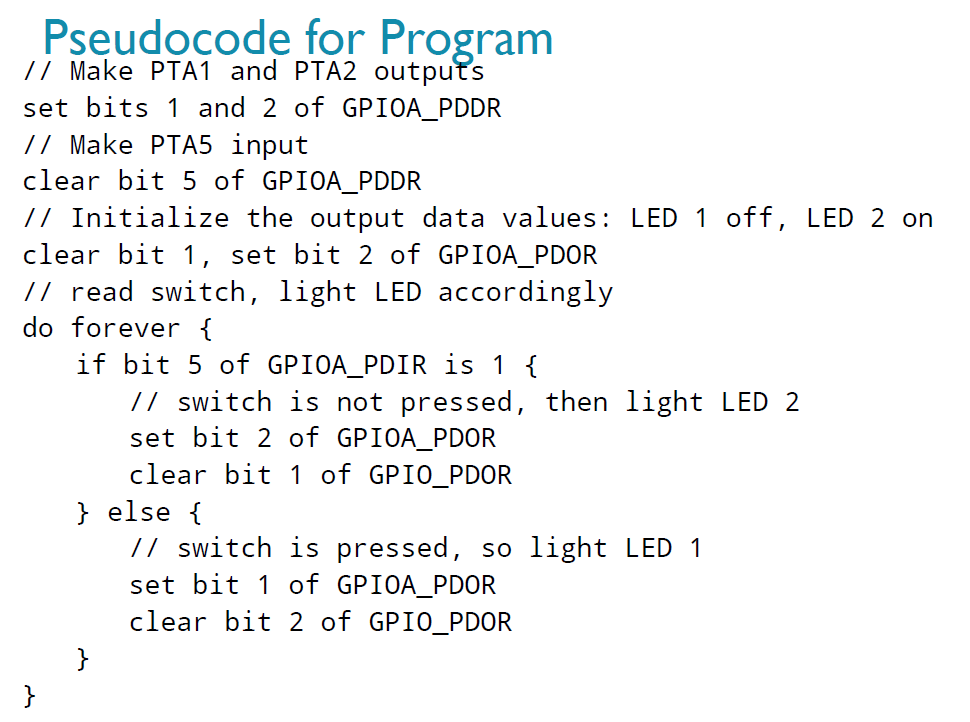 Pseudocode for Program
// Make PTA1 and PTA2 outputs
set bits 1 and 2 of GPIOA_PDDR
// Make PTA5 input
clear bit 5 of GPIOA_PDDR
// Initialize the output data values: LED 1 off, LED 2 on
clear bit 1, set bit 2 of GPIOA_PDOR
// read switch, light LED accordingly
do forever {
    if bit 5 of GPIOA_PDIR is 1 {
        // switch is not pressed, then light LED 2
        set bit 2 of GPIOA_PDOR
        clear bit 1 of GPIO_PDOR
    } else {
        // switch is pressed, so light LED 1
        set bit 1 of GPIOA_PDOR
        clear bit 2 of GPIO_PDOR
    }
}